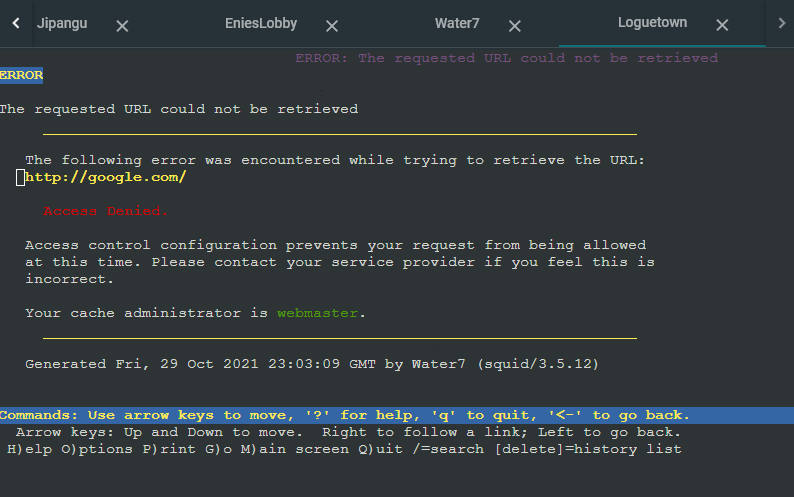 Jipangu EniesLobby Water7 Loguetown
ERROR: The requested URL could not be retrieved
ERROR
The requested URL could not be retrieved
The following error was encountered while trying to retrieve the URL:
http://google.com/
Access Denied.
Access control configuration prevents your request from being allowed
at this time. Please contact your service provider if you feel this is
incorrect.
Your cache administrator is webmaster.
Generated Fri, 29 Oct 2021 23:03:09 GMT by Water7 (squid/3.5.12)
Commands: Use arrow keys to move, '?' for help, 'q' to quit, '<-' to go back.
Arrow keys: Up and Down to move. Right to follow a link; Left to go back.
H)elp O)ptions P)rint G)o M)ain screen Q)uit /=search [delete]=history list